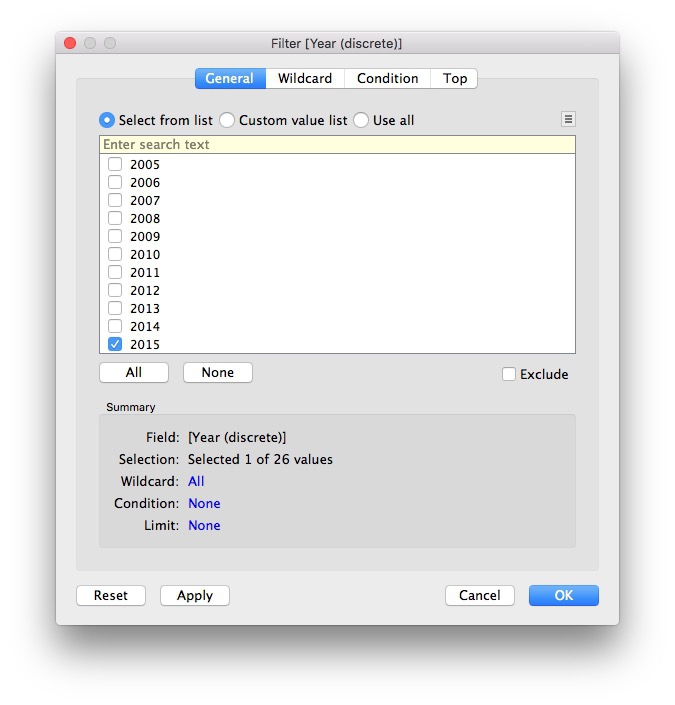 Filter [Year (discrete)]
General Wildcard Condition Top
Select from list Custom value list Use all
Enter search text
2005
2006
2007
2008
2009
2010
2011
2012
2013
2014
2015
All None Exclude
Summary
Field: [Year (discrete)]
Selection: Selected 1 of 26 values
Wildcard: All
Condition: None
Limit: None
Reset Apply Cancel OK